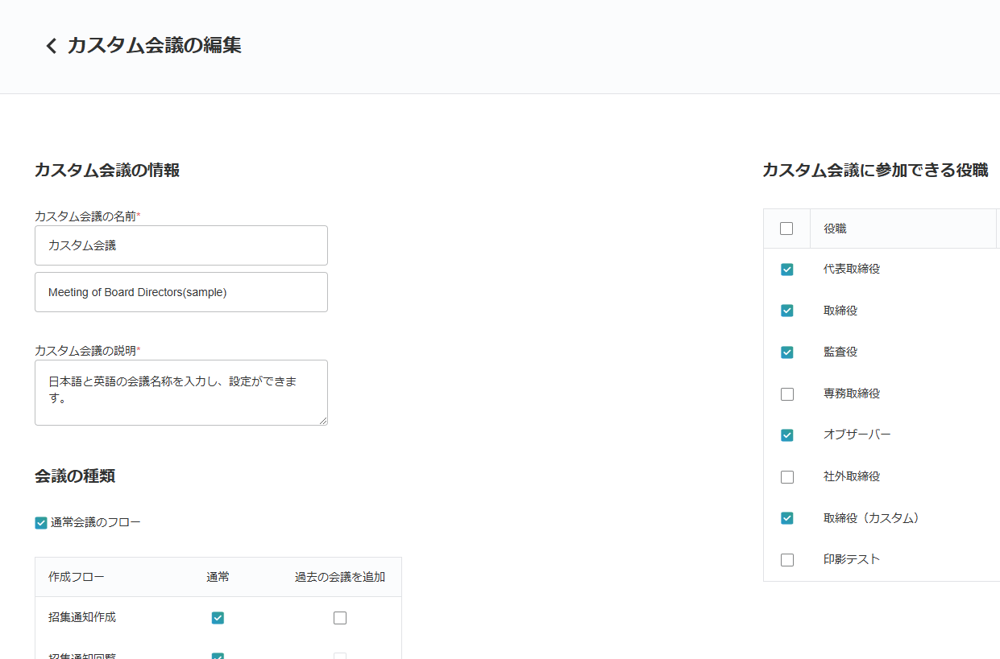 カスタム会議の編集
カスタム会議の情報
カスタム会議の名前*
カスタム会議
Meeting of Board Directors(sample)
カスタム会議の説明*
日本語と英語の会議名称を入力し、設定ができま
す。
会議の種類
通常会議のフロー
作成フロー 通常 過去の会議を追加
招集通知作成
招集通知回覧
カスタム会議に参加できる役職
役職
代表取締役
取締役
監査役
専務取締役
オブザーバー
社外取締役
取締役（カスタム）
印影テスト